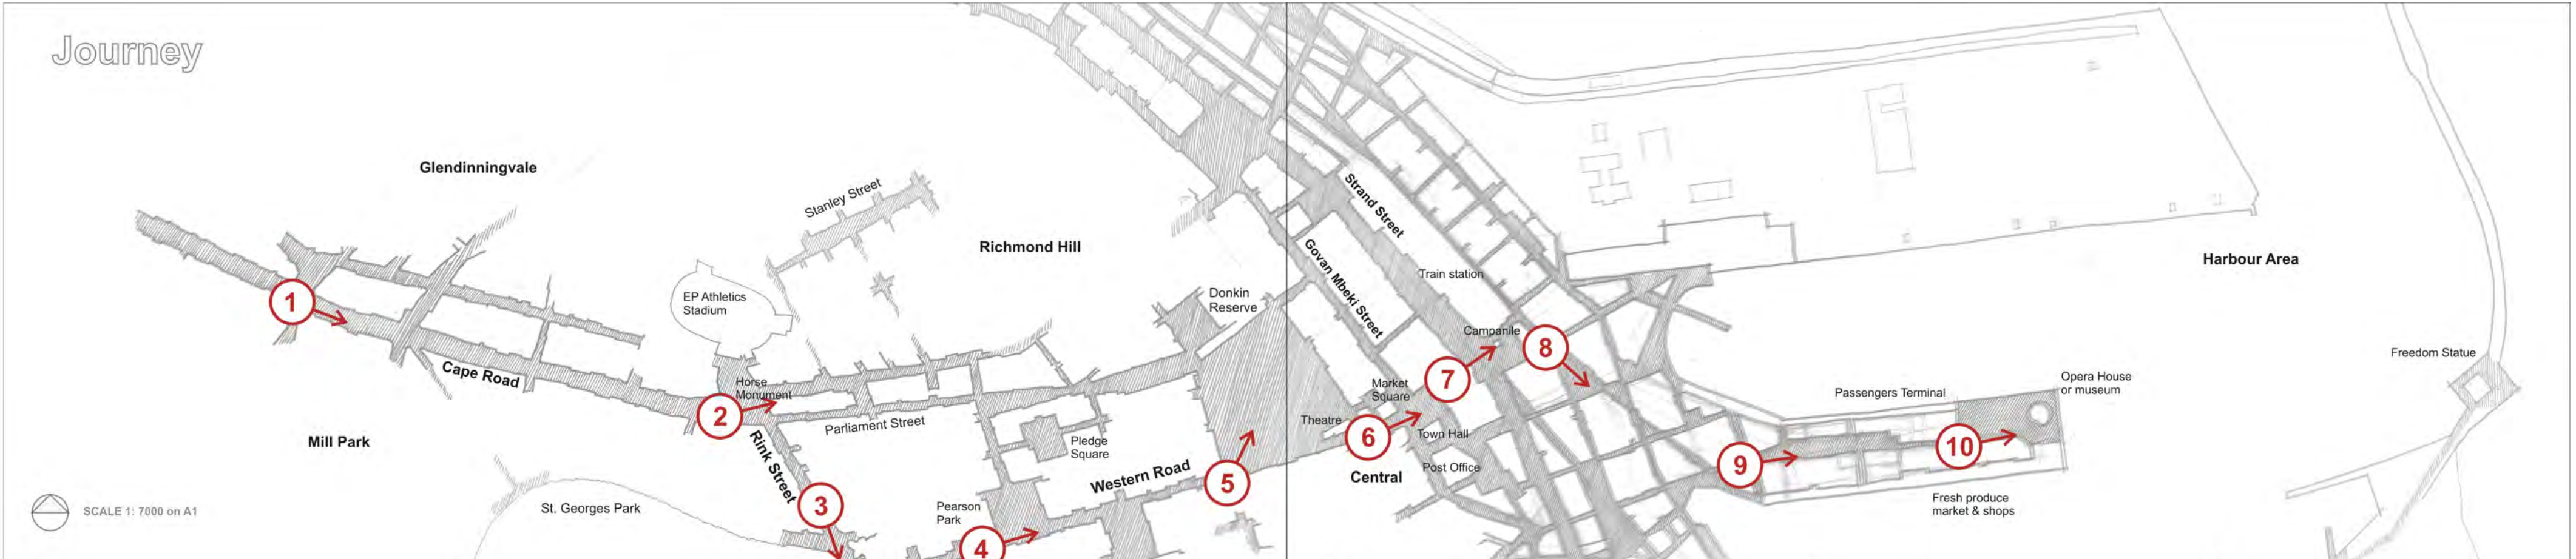 Journey
Glendinningvale
Stanley Street
Richmond Hill
Strand Street
Govan Mbeki Street
Train station
Harbour Area
EP Athletics
Stadium
Donkin
Reserve
1
Cape Road
Horse
Monument
2
Parliament Street
Rink Street
Mill Park
Pledge
Square
Campanile
8
7
Market
Square
Theatre
6
Town Hall
Post Office
Central
Western Road
5
Freedom Statue
Opera House
or museum
Passengers Terminal
9
10
Fresh produce
market & shops
St. Georges Park
3
Pearson
Park
4
SCALE 1: 7000 on A1